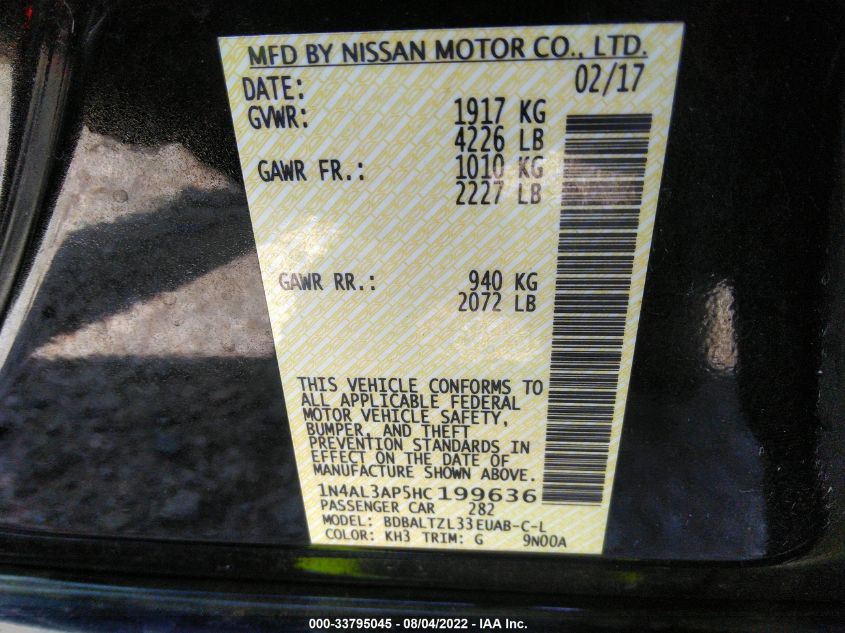 MFD BY NISSAN MOTOR CO., LTD.
DATE: 02/17
GVWR: 1917 KG
4226 LB
GAWR FR.: 1010 KG
2227 LB
GAWR RR.: 940 KG
2072 LB
THIS VEHICLE CONFORMS TO
ALL APPLICABLE FEDERAL
MOTOR VEHICLE SAFETY,
BUMPER, AND THEFT
PREVENTION STANDARDS IN
EFFECT ON THE DATE OF
MANUFACTURE SHOWN ABOVE.
1N4AL3AP5HC199636
PASSENGER CAR 282
MODEL: BDBALTZL33EUAB-C-L
COLOR: KH3 TRIM: G 9N00A
000-33795045 - 08/04/2022 - IAA Inc.